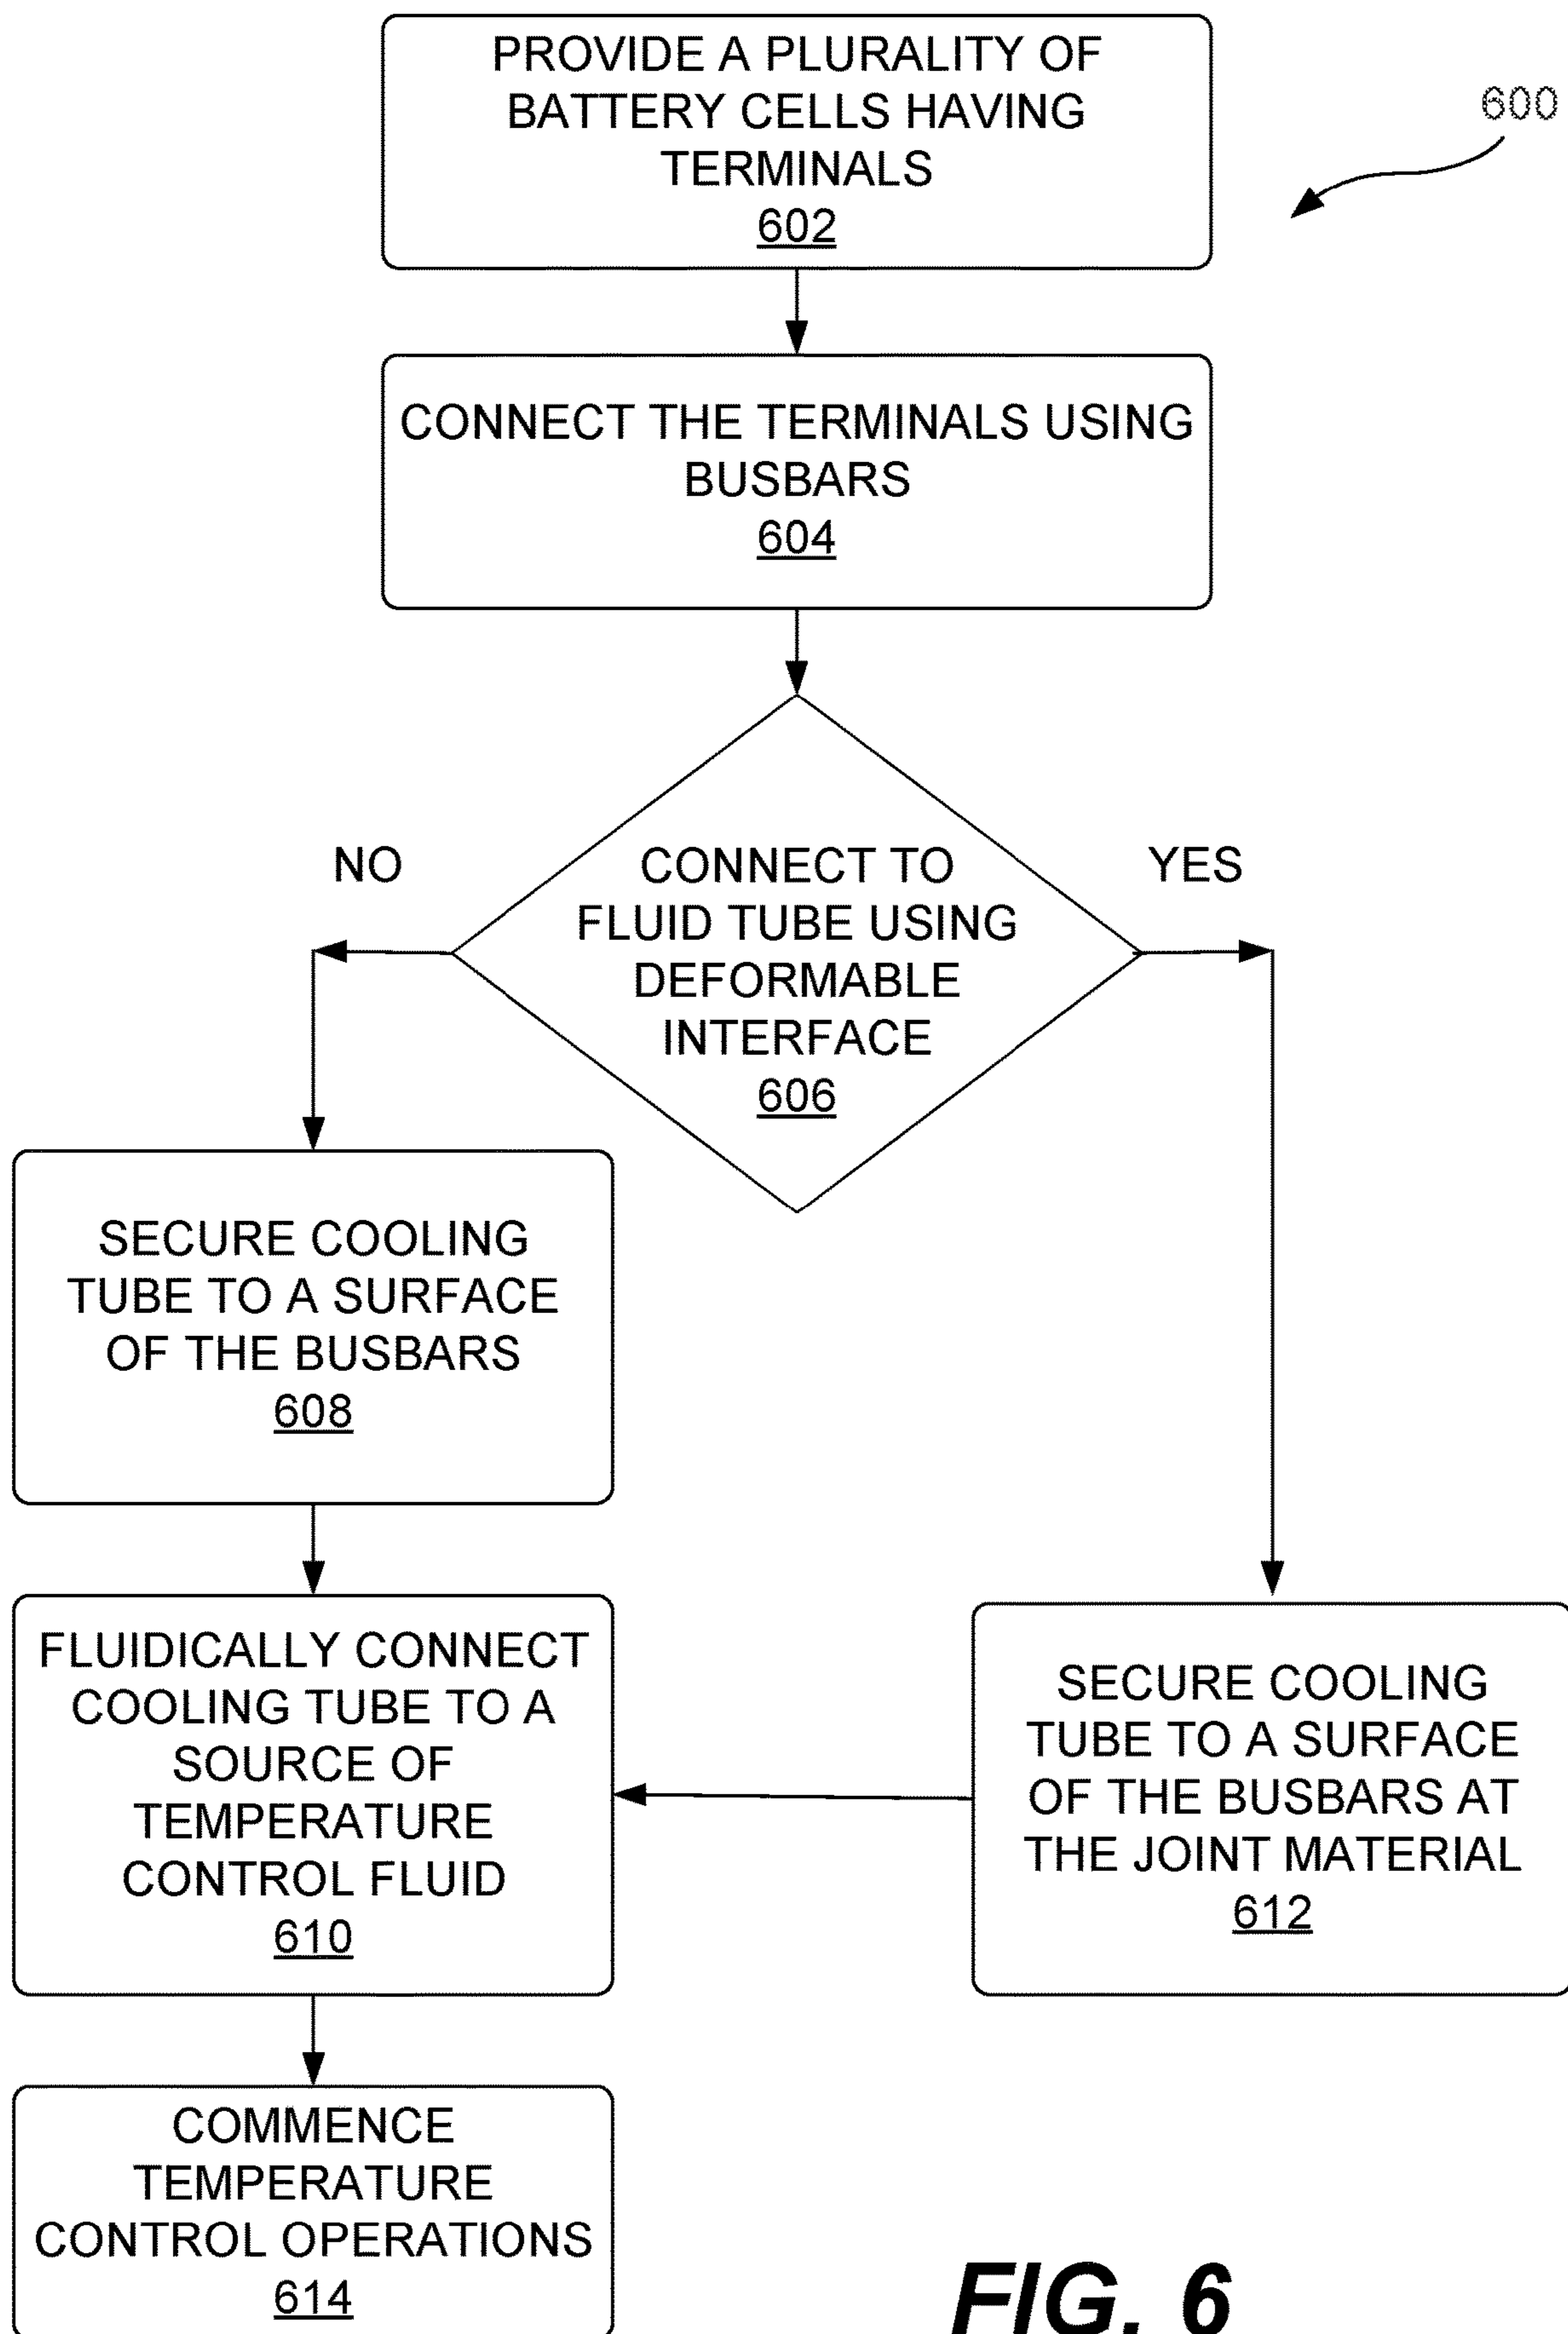 PROVIDE A PLURALITY OF
BATTERY CELLS HAVING
TERMINALS
602
600
CONNECT THE TERMINALS USING
BUSBARS
604
NO
YES
CONNECT TO
FLUID TUBE USING
DEFORMABLE
INTERFACE
606
SECURE COOLING
TUBE TO A SURFACE
OF THE BUSBARS
608
FLUIDICALLY CONNECT
COOLING TUBE TO A
SOURCE OF
TEMPERATURE
CONTROL FLUID
610
SECURE COOLING
TUBE TO A SURFACE
OF THE BUSBARS AT
THE JOINT MATERIAL
612
COMMENCE
TEMPERATURE
CONTROL OPERATIONS
614
FIG. 6